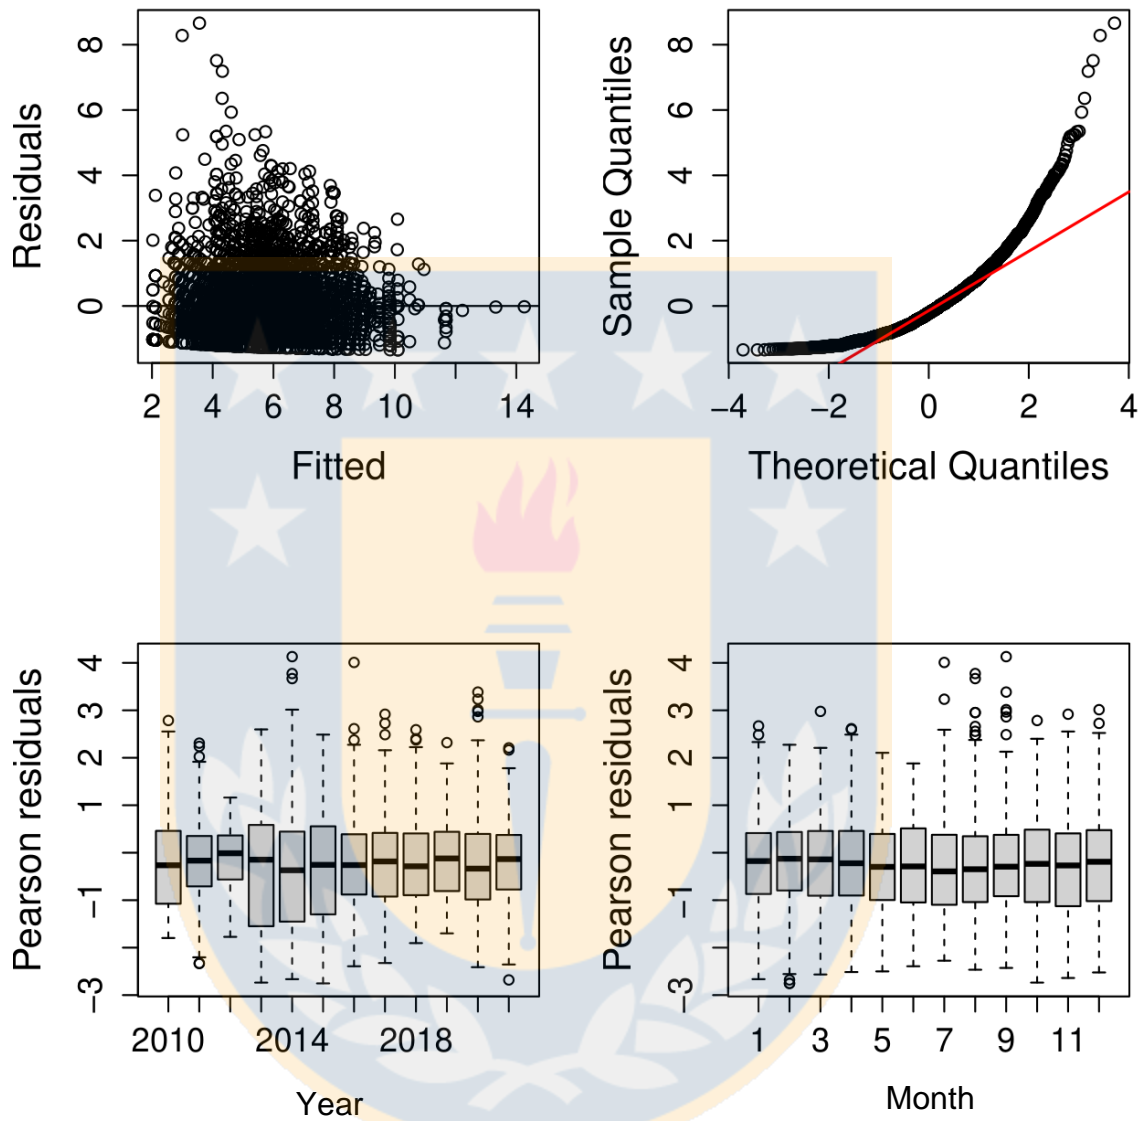 Residuals
8
6
4
2
0
2 4 6 8 10 14
Fitted
Sample Quantiles
8
6
4
2
0
−4 −2 0 2 4
Theoretical Quantiles
Pearson residuals
4
3
2
1
−1
−3
2010 2014 2018
Year
Pearson residuals
4
3
2
1
−1
−3
1 3 5 7 9 11
Month